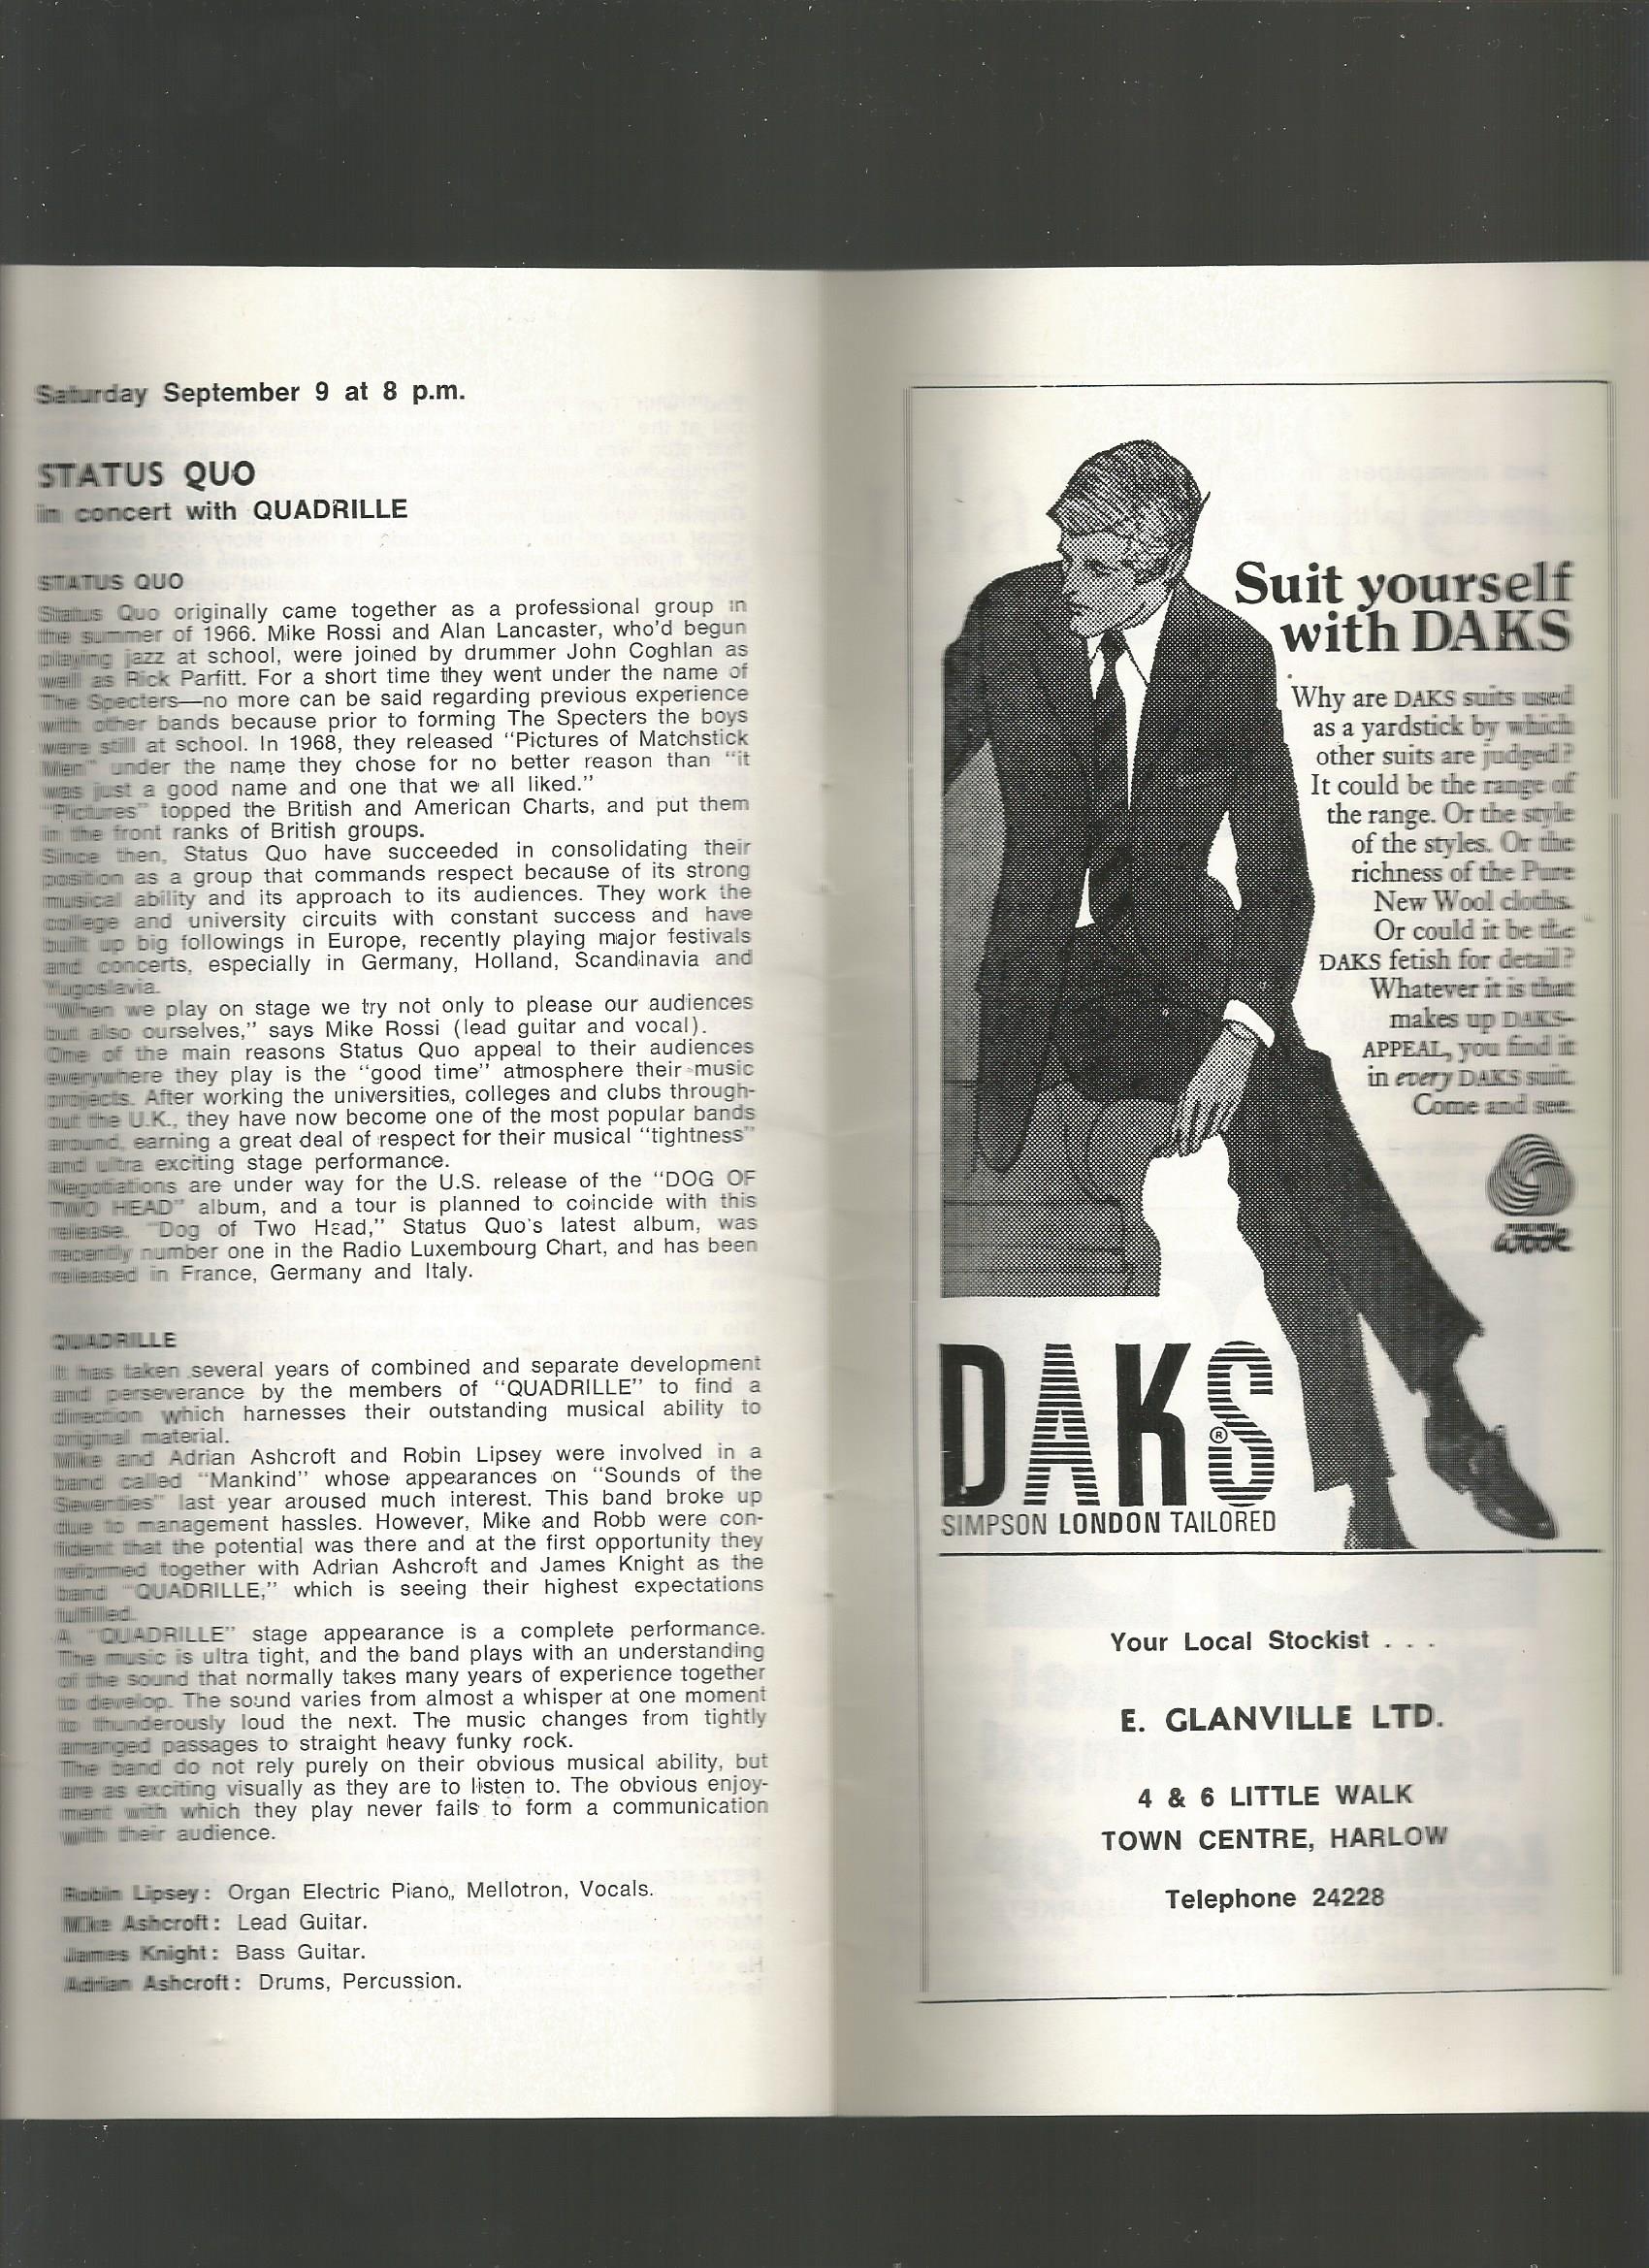 Saturday September 9 at 8 p.m.
STATUS QUO
in concert with QUADRILLE
STATUS QUO
Status Quo originally came together as a professional group in
the summer of 1966. Mike Rossi and Alan Lancaster, who'd begun
playing jazz at school, were joined by drummer John Coghlan as
well as Rick Parfitt. For a short time they went under the name of
The Specters—no more can be said regarding previous experience
with other bands because prior to forming The Specters the boys
were still at school. In 1968, they released "Pictures of Matchstick
Men" under the name they chose for no better reason than "it
was just a good name and one that we all liked."
"Pictures" topped the British and American Charts, and put them
in the front ranks of British groups.
Since then, Status Quo have succeeded in consolidating their
position as a group that commands respect because of its strong
musical ability and its approach to its audiences. They work the
college and university circuits with constant success and have
built up big followings in Europe, recently playing major festivals
and concerts, especially in Germany, Holland, Scandinavia and
Yugoslavia.
"When we play on stage we try not only to please our audiences
but also ourselves," says Mike Rossi (lead guitar and vocal).
One of the main reasons Status Quo appeal to their audiences
everywhere they play is the "good time" atmosphere their music
projects. After working the universities, colleges and clubs through-
out the U.K., they have now become one of the most popular bands
around, earning a great deal of respect for their musical "tightness"
and ultra exciting stage performance.
Negotiations are under way for the U.S. release of the "DOG OF
TWO HEAD" album, and a tour is planned to coincide with this
release. "Dog of Two Head," Status Quo's latest album, was
recently number one in the Radio Luxembourg Chart, and has been
released in France, Germany and Italy.
QUADRILLE
It has taken several years of combined and separate development
and perseverance by the members of "QUADRILLE" to find a
direction which harnesses their outstanding musical ability to
original material.
Mike and Adrian Ashcroft and Robin Lipsey were involved in a
band called "Mankind" whose appearances on "Sounds of the
Seventies" last year aroused much interest. This band broke up
due to management hassles. However, Mike and Robb were con-
fident that the potential was there and at the first opportunity they
reformed together with Adrian Ashcroft and James Knight as the
band "QUADRILLE," which is seeing their highest expectations
fulfilled.
A "QUADRILLE" stage appearance is a complete performance.
The music is ultra tight, and the band plays with an understanding
of the sound that normally takes many years of experience together
to develop. The sound varies from almost a whisper at one moment
to thunderously loud the next. The music changes from tightly
arranged passages to straight heavy funky rock.
The band do not rely purely on their obvious musical ability, but
are as exciting visually as they are to listen to. The obvious enjoy-
ment with which they play never fails to form a communication
with their audience.
Robin Lipsey: Organ Electric Piano, Mellotron, Vocals.
Mike Ashcroft: Lead Guitar.
James Knight: Bass Guitar.
Adrian Ashcroft: Drums, Percussion.
Suit yourself
with DAKS
Why are DAKS suits used
as a yardstick by which
other suits are judged?
It could be the range of
the range. Or the style
of the styles. Or the
richness of the Pure
New Wool cloths.
Or could it be the
DAKS fetish for detail?
Whatever it is that
makes up DAKS-
APPEAL, you find it
in every DAKS suit.
Come and see.
WOOL
DAKS®
SIMPSON LONDON TAILORED
Your Local Stockist . . .
E. GLANVILLE LTD.
4 & 6 LITTLE WALK
TOWN CENTRE, HARLOW
Telephone 24228